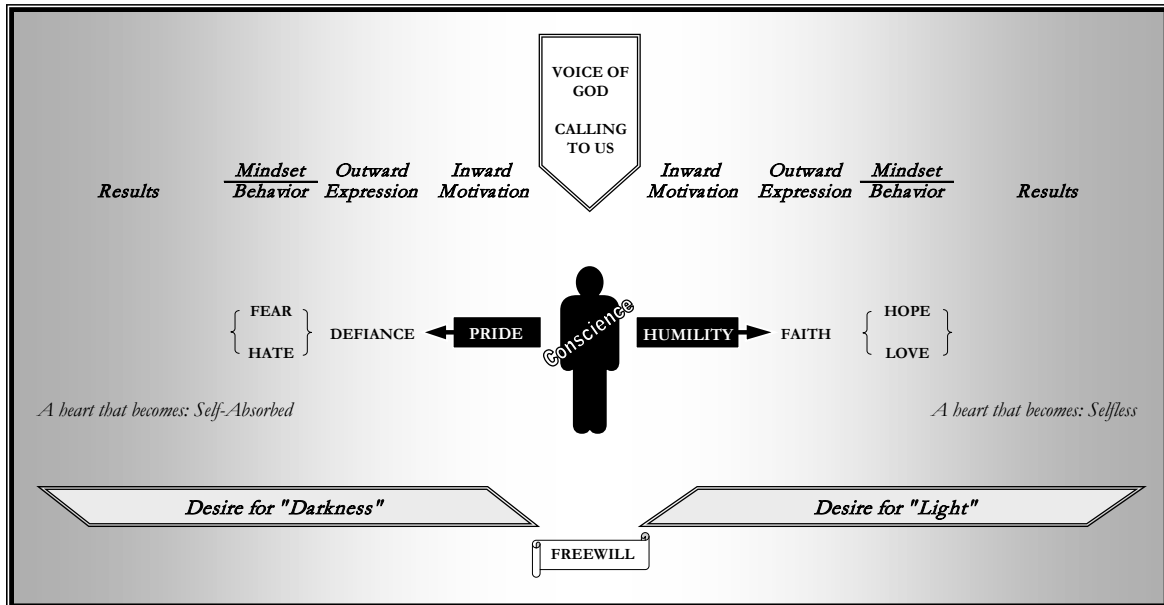 VOICE OF
GOD
CALLING
TO US
Results
Mindset
Behavior
Outward
Expression
Inward
Motivation
Inward
Motivation
Outward
Expression
Mindset
Behavior
Results
FEAR
HATE
DEFIANCE
PRIDE
Conscience
HUMILITY
FAITH
HOPE
LOVE
A heart that becomes: Self-Absorbed
A heart that becomes: Selfless
Desire for "Darkness"
Desire for "Light"
FREEWILL